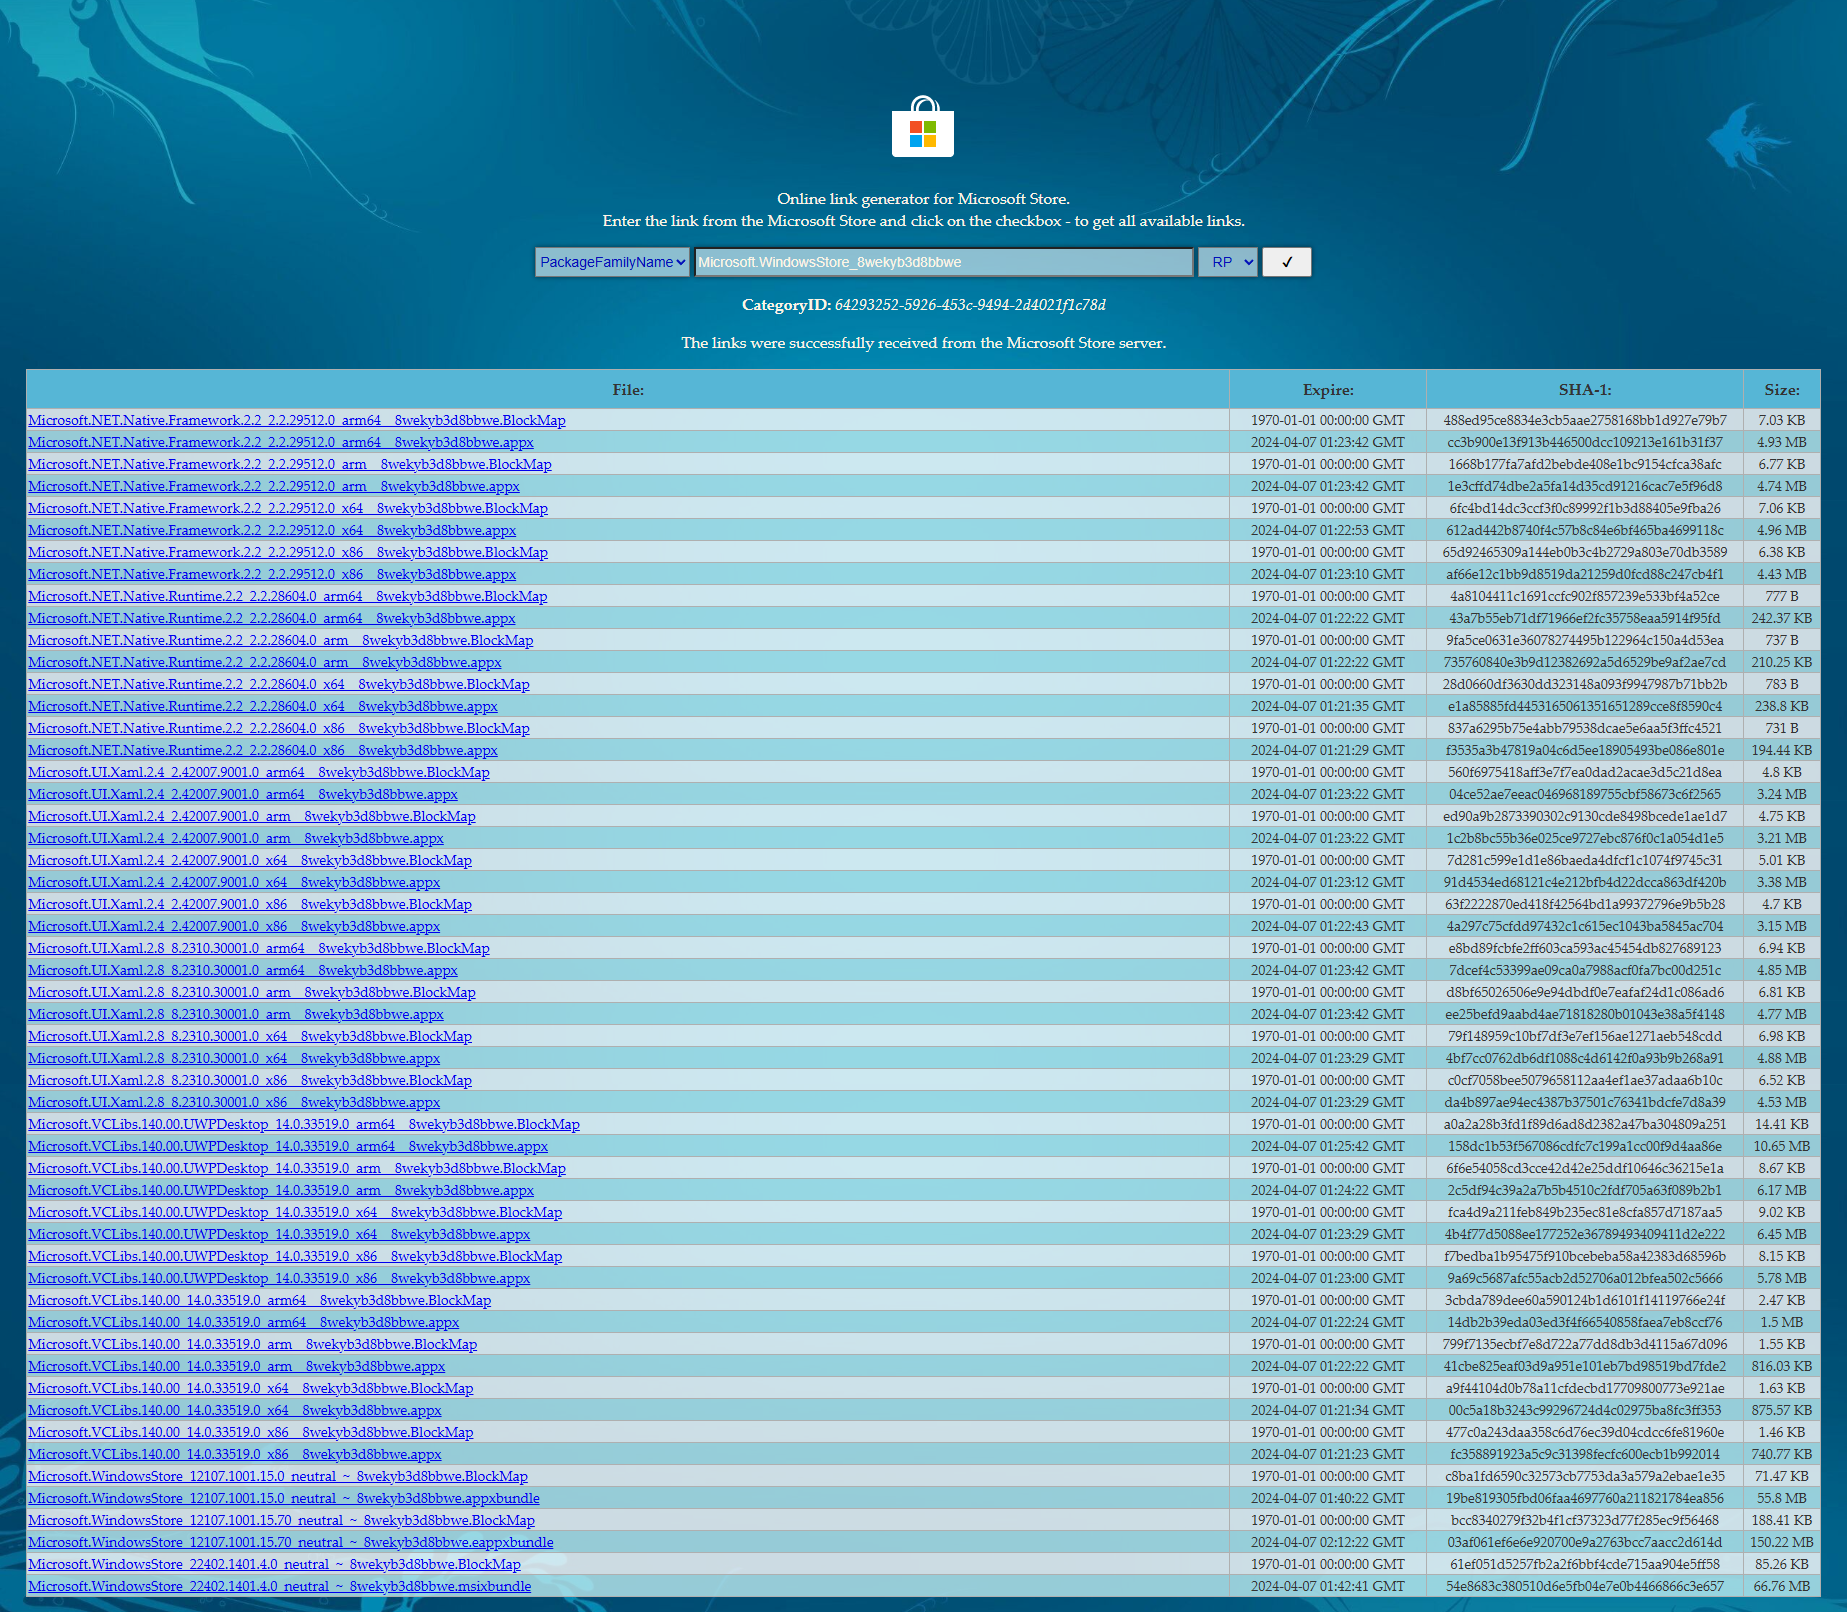 Online link generator for Microsoft Store.
Enter the link from the Microsoft Store and click on the checkbox - to get all available links.
PackageFamilyName Microsoft.WindowsStore_8wekyb3d8bbwe RP ✓
CategoryID: 64293252-5926-453c-9494-2d4021f1c78d
The links were successfully received from the Microsoft Store server.
File: Expire: SHA-1: Size:
Microsoft.NET.Native.Framework.2.2_2.2.29512.0_arm64__8wekyb3d8bbwe.BlockMap 1970-01-01 00:00:00 GMT 488ed95ce8834e3cb5aae2758168bb1d927e79b7 7.03 KB
Microsoft.NET.Native.Framework.2.2_2.2.29512.0_arm64__8wekyb3d8bbwe.appx 2024-04-07 01:23:42 GMT cc3b900e13f913b446500dcc109213e161b31f37 4.93 MB
Microsoft.NET.Native.Framework.2.2_2.2.29512.0_arm__8wekyb3d8bbwe.BlockMap 1970-01-01 00:00:00 GMT 1668b177fa7afd2bebde408e1bc9154cfca38afc 6.77 KB
Microsoft.NET.Native.Framework.2.2_2.2.29512.0_arm__8wekyb3d8bbwe.appx 2024-04-07 01:23:42 GMT 1e3cffd74dbe2a5fa14d35cd91216cac7e5f96d8 4.74 MB
Microsoft.NET.Native.Framework.2.2_2.2.29512.0_x64__8wekyb3d8bbwe.BlockMap 1970-01-01 00:00:00 GMT 6fc4bd14dc3ccf3f0c89992f1b3d88405e9fba26 7.06 KB
Microsoft.NET.Native.Framework.2.2_2.2.29512.0_x64__8wekyb3d8bbwe.appx 2024-04-07 01:22:53 GMT 612ad442b8740f4c57b8c84e6bf465ba4699118c 4.96 MB
Microsoft.NET.Native.Framework.2.2_2.2.29512.0_x86__8wekyb3d8bbwe.BlockMap 1970-01-01 00:00:00 GMT 65d92465309a144eb0b3c4b2729a803e70db3589 6.38 KB
Microsoft.NET.Native.Framework.2.2_2.2.29512.0_x86__8wekyb3d8bbwe.appx 2024-04-07 01:23:10 GMT af66e12c1bb9d8519da21259d0fcd88c247cb4f1 4.43 MB
Microsoft.NET.Native.Runtime.2.2_2.2.28604.0_arm64__8wekyb3d8bbwe.BlockMap 1970-01-01 00:00:00 GMT 4a8104411c1691ccfc902f857239e533bf4a52ce 777 B
Microsoft.NET.Native.Runtime.2.2_2.2.28604.0_arm64__8wekyb3d8bbwe.appx 2024-04-07 01:22:22 GMT 43a7b55eb71df71966ef2fc35758eaa5914f95fd 242.37 KB
Microsoft.NET.Native.Runtime.2.2_2.2.28604.0_arm__8wekyb3d8bbwe.BlockMap 1970-01-01 00:00:00 GMT 9fa5ce0631e36078274495b122964c150a4d53ea 737 B
Microsoft.NET.Native.Runtime.2.2_2.2.28604.0_arm__8wekyb3d8bbwe.appx 2024-04-07 01:22:22 GMT 735760840e3b9d12382692a5d6529be9af2ae7cd 210.25 KB
Microsoft.NET.Native.Runtime.2.2_2.2.28604.0_x64__8wekyb3d8bbwe.BlockMap 1970-01-01 00:00:00 GMT 28d0660df3630dd323148a093f9947987b71bb2b 783 B
Microsoft.NET.Native.Runtime.2.2_2.2.28604.0_x64__8wekyb3d8bbwe.appx 2024-04-07 01:21:35 GMT e1a85885fd4453165061351651289cce8f8590c4 238.8 KB
Microsoft.NET.Native.Runtime.2.2_2.2.28604.0_x86__8wekyb3d8bbwe.BlockMap 1970-01-01 00:00:00 GMT 837a6295b75e4abb79538dcae5e6aa5f3ffc4521 731 B
Microsoft.NET.Native.Runtime.2.2_2.2.28604.0_x86__8wekyb3d8bbwe.appx 2024-04-07 01:21:29 GMT f3535a3b47819a04c6d5ee18905493be086e801e 194.44 KB
Microsoft.UI.Xaml.2.4_2.42007.9001.0_arm64__8wekyb3d8bbwe.BlockMap 1970-01-01 00:00:00 GMT 560f6975418aff3e7f7ea0dad2acae3d5c21d8ea 4.8 KB
Microsoft.UI.Xaml.2.4_2.42007.9001.0_arm64__8wekyb3d8bbwe.appx 2024-04-07 01:23:22 GMT 04ce52ae7eeac046968189755cbf58673c6f2565 3.24 MB
Microsoft.UI.Xaml.2.4_2.42007.9001.0_arm__8wekyb3d8bbwe.BlockMap 1970-01-01 00:00:00 GMT ed90a9b2873390302c9130cde8498bcede1ae1d7 4.75 KB
Microsoft.UI.Xaml.2.4_2.42007.9001.0_arm__8wekyb3d8bbwe.appx 2024-04-07 01:23:22 GMT 1c2b8bc55b36e025ce9727ebc876f0c1a054d1e5 3.21 MB
Microsoft.UI.Xaml.2.4_2.42007.9001.0_x64__8wekyb3d8bbwe.BlockMap 1970-01-01 00:00:00 GMT 7d281c599e1d1e86baeda4dfcf1c1074f9745c31 5.01 KB
Microsoft.UI.Xaml.2.4_2.42007.9001.0_x64__8wekyb3d8bbwe.appx 2024-04-07 01:23:12 GMT 91d4534ed68121c4e212bfb4d22dcca863df420b 3.38 MB
Microsoft.UI.Xaml.2.4_2.42007.9001.0_x86__8wekyb3d8bbwe.BlockMap 1970-01-01 00:00:00 GMT 63f2222870ed418f42564bd1a99372796e9b5b28 4.7 KB
Microsoft.UI.Xaml.2.4_2.42007.9001.0_x86__8wekyb3d8bbwe.appx 2024-04-07 01:22:43 GMT 4a297c75cfdd97432c1c615ec1043ba5845ac704 3.15 MB
Microsoft.UI.Xaml.2.8_8.2310.30001.0_arm64__8wekyb3d8bbwe.BlockMap 1970-01-01 00:00:00 GMT e8bd89fcbfe2ff603ca593ac45454db827689123 6.94 KB
Microsoft.UI.Xaml.2.8_8.2310.30001.0_arm64__8wekyb3d8bbwe.appx 2024-04-07 01:23:42 GMT 7dcef4c53399ae09ca0a7988acf0fa7bc00d251c 4.85 MB
Microsoft.UI.Xaml.2.8_8.2310.30001.0_arm__8wekyb3d8bbwe.BlockMap 1970-01-01 00:00:00 GMT d8bf65026506e9e94dbdf0e7eafaf24d1c086ad6 6.81 KB
Microsoft.UI.Xaml.2.8_8.2310.30001.0_arm__8wekyb3d8bbwe.appx 2024-04-07 01:23:42 GMT ee25befd9aabd4ae71818280b01043e38a5f4148 4.77 MB
Microsoft.UI.Xaml.2.8_8.2310.30001.0_x64__8wekyb3d8bbwe.BlockMap 1970-01-01 00:00:00 GMT 79f148959c10bf7df3e7ef156ae1271aeb548cdd 6.98 KB
Microsoft.UI.Xaml.2.8_8.2310.30001.0_x64__8wekyb3d8bbwe.appx 2024-04-07 01:23:29 GMT 4bf7cc0762db6df1088c4d6142f0a93b9b268a91 4.88 MB
Microsoft.UI.Xaml.2.8_8.2310.30001.0_x86__8wekyb3d8bbwe.BlockMap 1970-01-01 00:00:00 GMT c0cf7058bee5079658112aa4ef1ae37adaa6b10c 6.52 KB
Microsoft.UI.Xaml.2.8_8.2310.30001.0_x86__8wekyb3d8bbwe.appx 2024-04-07 01:23:29 GMT da4b897ae94ec4387b37501c76341bdcfe7d8a39 4.53 MB
Microsoft.VCLibs.140.00.UWPDesktop_14.0.33519.0_arm64__8wekyb3d8bbwe.BlockMap 1970-01-01 00:00:00 GMT a0a2a28b3fd1f89d6ad8d2382a47ba304809a251 14.41 KB
Microsoft.VCLibs.140.00.UWPDesktop_14.0.33519.0_arm64__8wekyb3d8bbwe.appx 2024-04-07 01:25:42 GMT 158dc1b53f567086cdfc7c199a1cc00f9d4aa86e 10.65 MB
Microsoft.VCLibs.140.00.UWPDesktop_14.0.33519.0_arm__8wekyb3d8bbwe.BlockMap 1970-01-01 00:00:00 GMT 6f6e54058cd3cce42d42e25ddf10646c36215e1a 8.67 KB
Microsoft.VCLibs.140.00.UWPDesktop_14.0.33519.0_arm__8wekyb3d8bbwe.appx 2024-04-07 01:24:22 GMT 2c5df94c39a2a7b5b4510c2fdf705a63f089b2b1 6.17 MB
Microsoft.VCLibs.140.00.UWPDesktop_14.0.33519.0_x64__8wekyb3d8bbwe.BlockMap 1970-01-01 00:00:00 GMT fca4d9a211feb849b235ec81e8cfa857d7187aa5 9.02 KB
Microsoft.VCLibs.140.00.UWPDesktop_14.0.33519.0_x64__8wekyb3d8bbwe.appx 2024-04-07 01:23:29 GMT 4b4f77d5088ee177252e36789493409411d2e222 6.45 MB
Microsoft.VCLibs.140.00.UWPDesktop_14.0.33519.0_x86__8wekyb3d8bbwe.BlockMap 1970-01-01 00:00:00 GMT f7bedba1b95475f910bcebeba58a42383d68596b 8.15 KB
Microsoft.VCLibs.140.00.UWPDesktop_14.0.33519.0_x86__8wekyb3d8bbwe.appx 2024-04-07 01:23:00 GMT 9a69c5687afc55acb2d52706a012bfea502c5666 5.78 MB
Microsoft.VCLibs.140.00_14.0.33519.0_arm64__8wekyb3d8bbwe.BlockMap 1970-01-01 00:00:00 GMT 3cbda789dee60a590124b1d6101f14119766e24f 2.47 KB
Microsoft.VCLibs.140.00_14.0.33519.0_arm64__8wekyb3d8bbwe.appx 2024-04-07 01:22:24 GMT 14db2b39eda03ed3f4f66540858faea7eb8ccf76 1.5 MB
Microsoft.VCLibs.140.00_14.0.33519.0_arm__8wekyb3d8bbwe.BlockMap 1970-01-01 00:00:00 GMT 799f7135ecbf7e8d722a77dd8db3d4115a67d096 1.55 KB
Microsoft.VCLibs.140.00_14.0.33519.0_arm__8wekyb3d8bbwe.appx 2024-04-07 01:22:22 GMT 41cbe825eaf03d9a951e101eb7bd98519bd7fde2 816.03 KB
Microsoft.VCLibs.140.00_14.0.33519.0_x64__8wekyb3d8bbwe.BlockMap 1970-01-01 00:00:00 GMT a9f44104d0b78a11cfdecbd17709800773e921ae 1.63 KB
Microsoft.VCLibs.140.00_14.0.33519.0_x64__8wekyb3d8bbwe.appx 2024-04-07 01:21:34 GMT 00c5a18b3243c99296724d4c02975ba8fc3ff353 875.57 KB
Microsoft.VCLibs.140.00_14.0.33519.0_x86__8wekyb3d8bbwe.BlockMap 1970-01-01 00:00:00 GMT 477c0a243daa358c6d76ec39d04cdcc6fe81960e 1.46 KB
Microsoft.VCLibs.140.00_14.0.33519.0_x86__8wekyb3d8bbwe.appx 2024-04-07 01:21:23 GMT fc358891923a5c9c31398fecfc600ecb1b992014 740.77 KB
Microsoft.WindowsStore_12107.1001.15.0_neutral_~_8wekyb3d8bbwe.BlockMap 1970-01-01 00:00:00 GMT c8ba1fd6590c32573cb7753da3a579a2ebae1e35 71.47 KB
Microsoft.WindowsStore_12107.1001.15.0_neutral_~_8wekyb3d8bbwe.appxbundle 2024-04-07 01:40:22 GMT 19be819305fbd06faa4697760a211821784ea856 55.8 MB
Microsoft.WindowsStore_12107.1001.15.70_neutral_~_8wekyb3d8bbwe.BlockMap 1970-01-01 00:00:00 GMT bcc8340279f32b4f1cf37323d77f285ec9f56468 188.41 KB
Microsoft.WindowsStore_12107.1001.15.70_neutral_~_8wekyb3d8bbwe.eappxbundle 2024-04-07 02:12:22 GMT 03af061ef6e6e920700e9a2763bcc7aacc2d614d 150.22 MB
Microsoft.WindowsStore_22402.1401.4.0_neutral_~_8wekyb3d8bbwe.BlockMap 1970-01-01 00:00:00 GMT 61ef051d5257fb2a2f6bbf4cde715aa904e5ff58 85.26 KB
Microsoft.WindowsStore_22402.1401.4.0_neutral_~_8wekyb3d8bbwe.msixbundle 2024-04-07 01:42:41 GMT 54e8683c380510d6e5fb04e7e0b4466866c3e657 66.76 MB